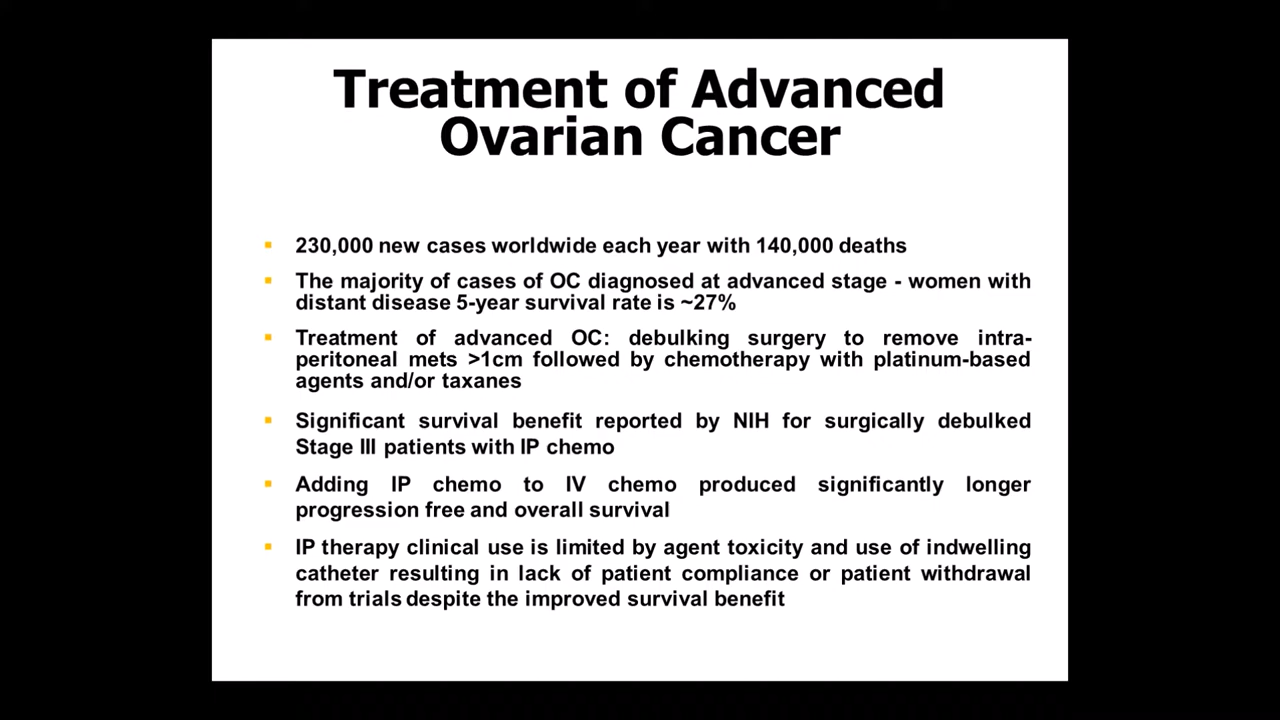 Treatment of Advanced
Ovarian Cancer
230,000 new cases worldwide each year with 140,000 deaths
The majority of cases of OC diagnosed at advanced stage - women with
distant disease 5-year survival rate is ~27%
Treatment of advanced OC: debulking surgery to remove intra-
peritoneal mets >1cm followed by chemotherapy with platinum-based
agents and/or taxanes
Significant survival benefit reported by NIH for surgically debulked
Stage III patients with IP chemo
Adding IP chemo to IV chemo produced significantly longer
progression free and overall survival
IP therapy clinical use is limited by agent toxicity and use of indwelling
catheter resulting in lack of patient compliance or patient withdrawal
from trials despite the improved survival benefit